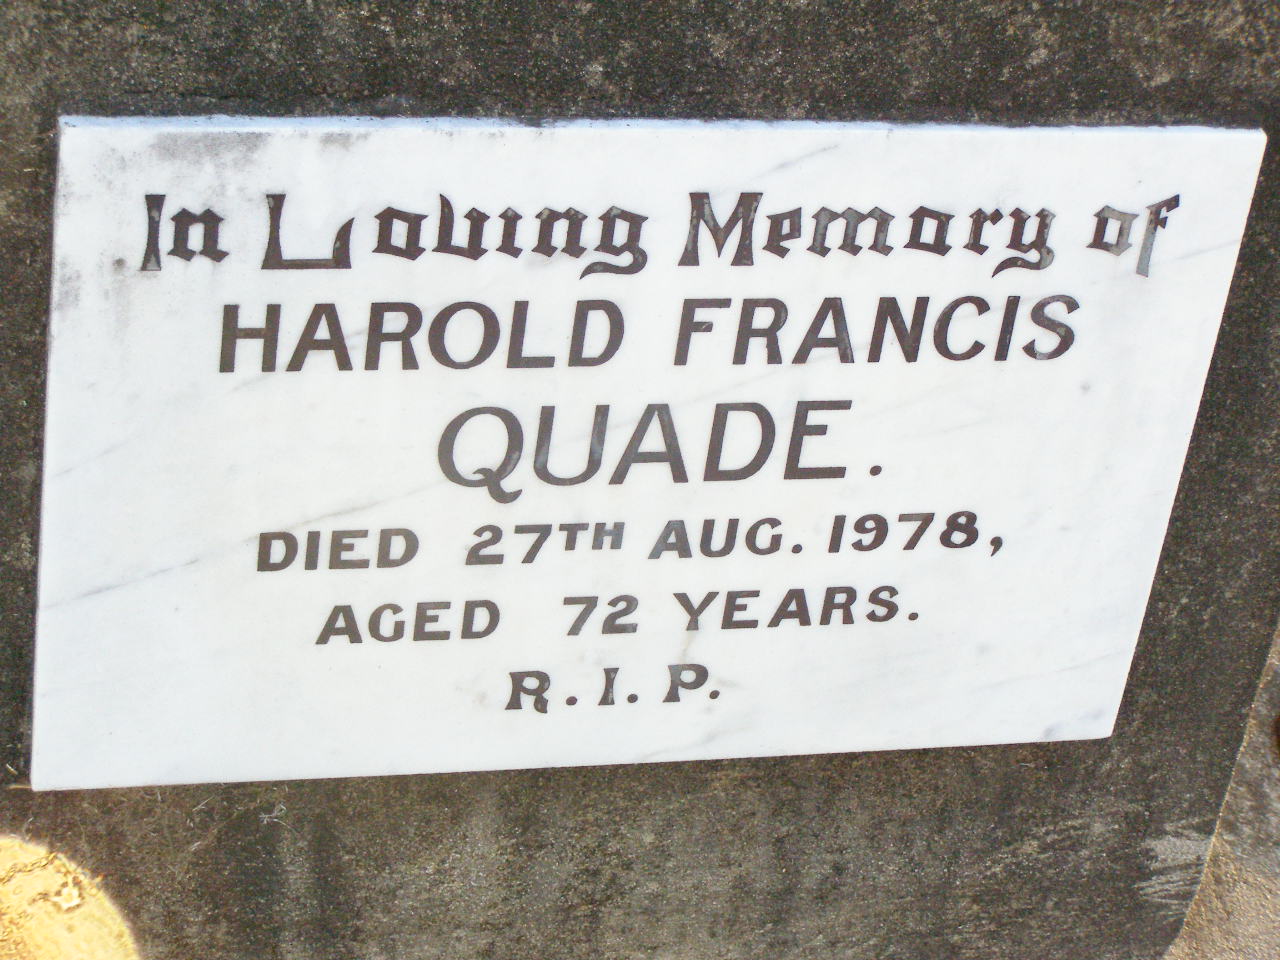 In Loving Memory of
HAROLD FRANCIS
QUADE.
DIED 27TH AUG. 1978,
AGED 72 YEARS.
R.I.P.